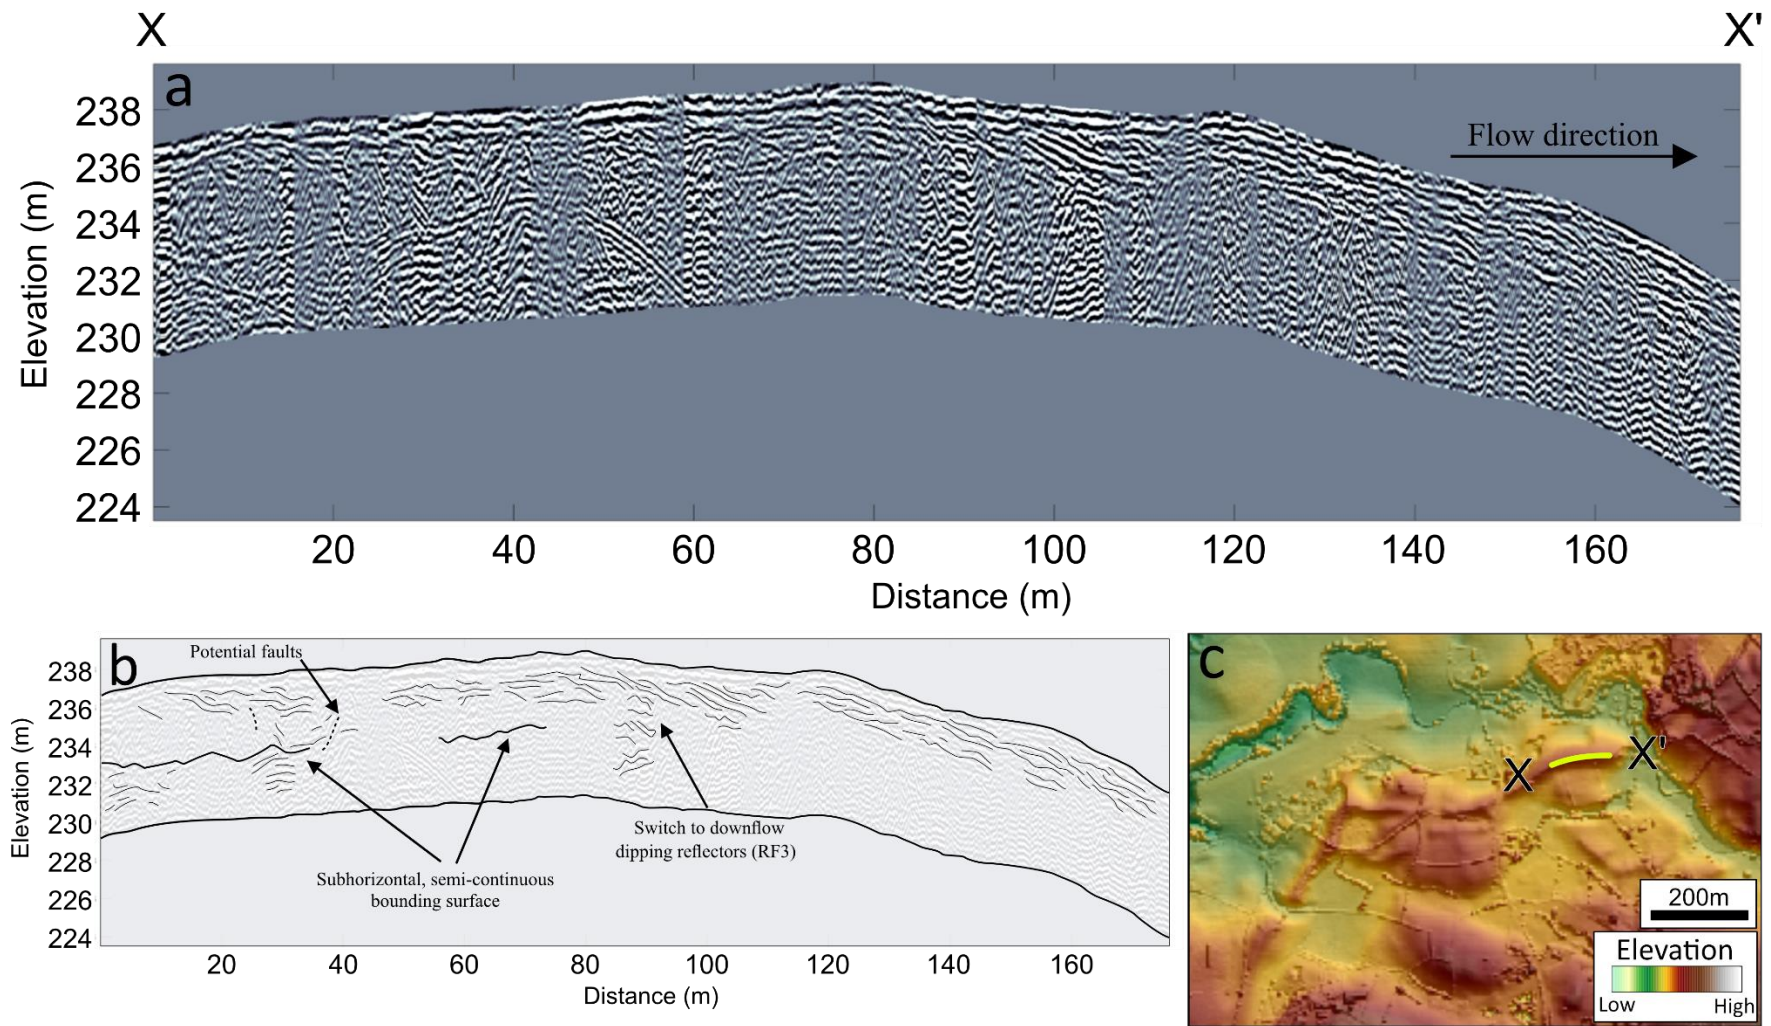 X X'
a
238
236
234
232
230
228
226
224
Elevation (m)
Flow direction
20 40 60 80 100 120 140 160
Distance (m)
b
238
236
234
232
230
228
226
224
Elevation (m)
Potential faults
Switch to downflow
dipping reflectors (RF3)
Subhorizontal, semi-continuous
bounding surface
20 40 60 80 100 120 140 160
Distance (m)
c
X X'
200m
Elevation
Low High